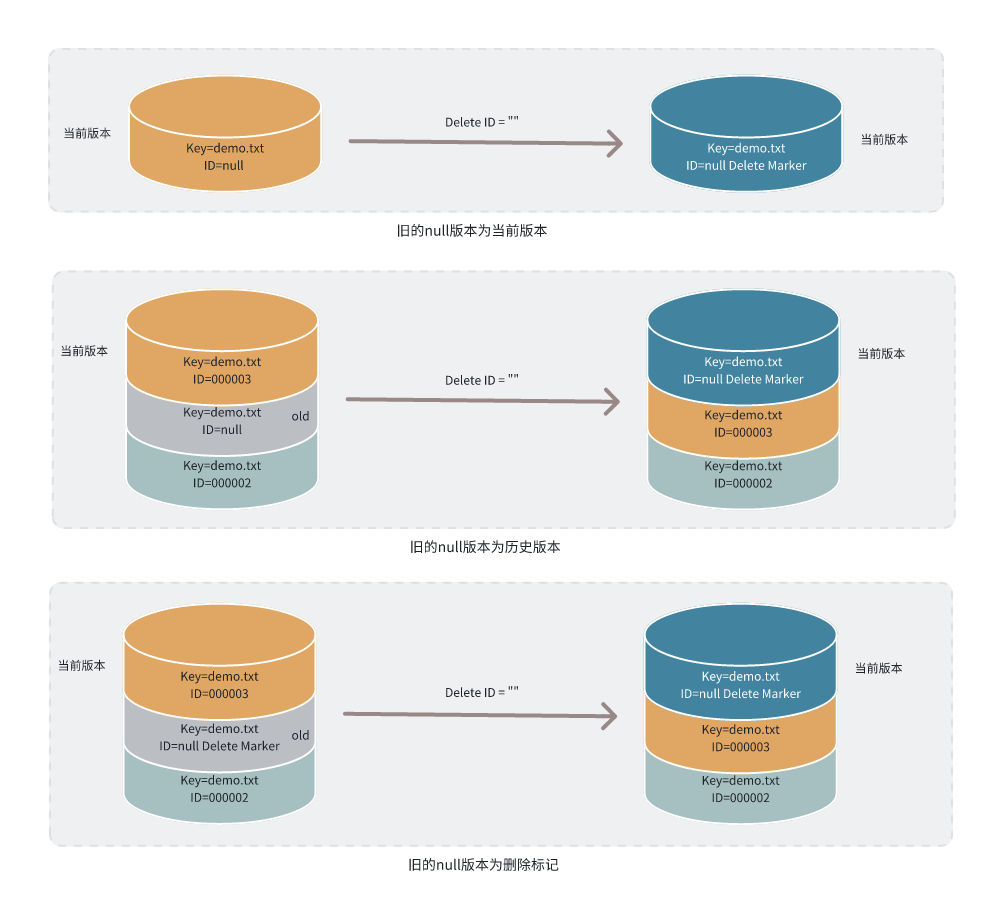 当前版本
Key=demo.txt
ID=null
Delete ID = ""
Key=demo.txt
ID=null Delete Marker
当前版本
旧的null版本为当前版本
当前版本
Key=demo.txt
ID=000003
Key=demo.txt
ID=null
old
Key=demo.txt
ID=000002
Delete ID = ""
当前版本
Key=demo.txt
ID=null Delete Marker
Key=demo.txt
ID=000003
Key=demo.txt
ID=000002
旧的null版本为历史版本
当前版本
Key=demo.txt
ID=000003
Key=demo.txt
ID=null Delete Marker
old
Key=demo.txt
ID=000002
Delete ID = ""
当前版本
Key=demo.txt
ID=null Delete Marker
Key=demo.txt
ID=000003
Key=demo.txt
ID=000002
旧的null版本为删除标记